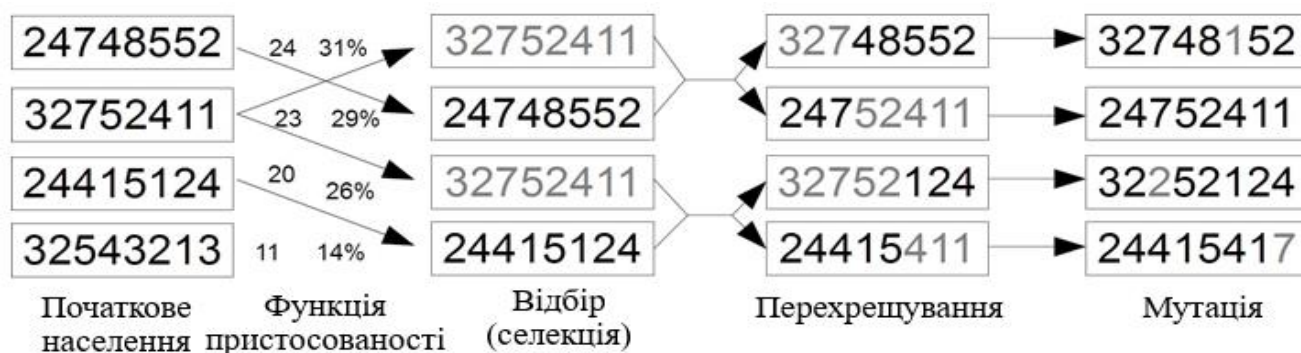 24748552 24 31% 32752411 32748552 32748152
32752411 23 29% 24748552 24752411 24752411
24415124 20 26% 32752411 32752124 32252124
32543213 11 14% 24415124 24415411 24415417
Початкове населення
Функція пристосованості
Відбір (селекція)
Перехрещування
Мутація